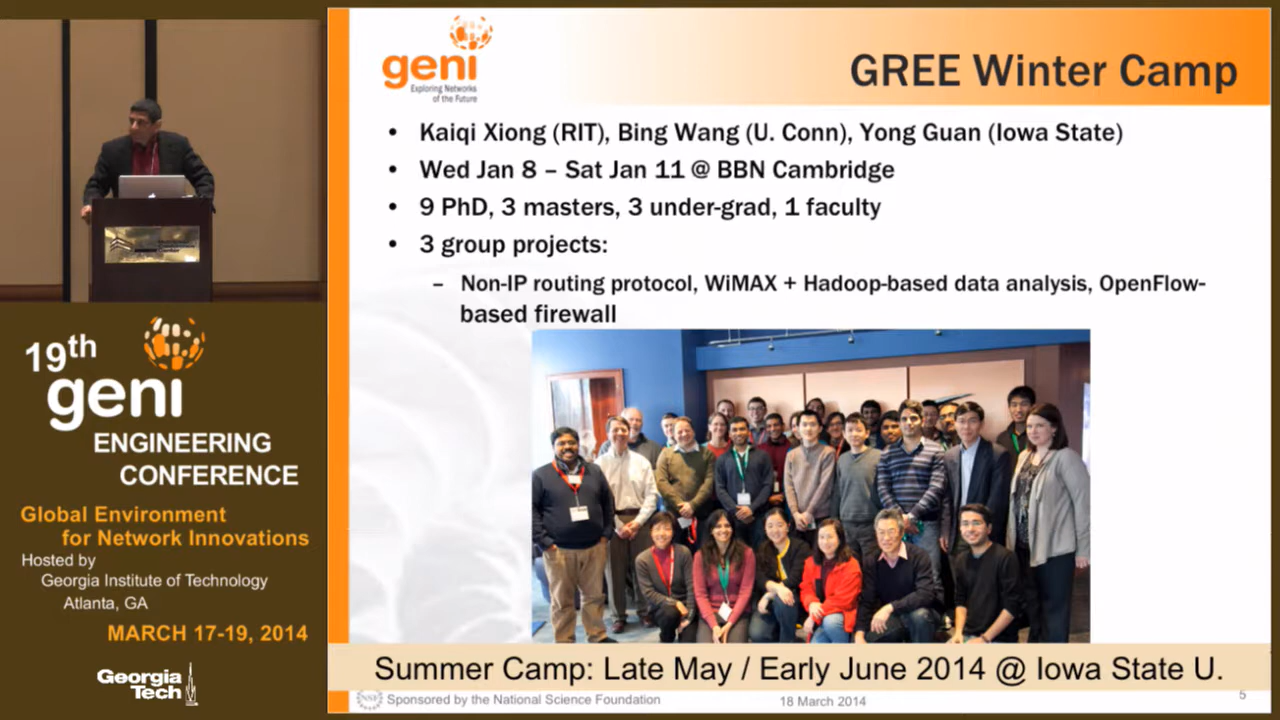 19th
geni
ENGINEERING
CONFERENCE
Global Environment
for Network Innovations
Hosted by
Georgia Institute of Technology
Atlanta, GA
MARCH 17-19, 2014
Georgia
Tech
geni
Exploring Networks
of the Future
GREE Winter Camp
• Kaiqi Xiong (RIT), Bing Wang (U. Conn), Yong Guan (Iowa State)
• Wed Jan 8 – Sat Jan 11 @ BBN Cambridge
• 9 PhD, 3 masters, 3 under-grad, 1 faculty
• 3 group projects:
– Non-IP routing protocol, WiMAX + Hadoop-based data analysis, OpenFlow-
based firewall
Summer Camp: Late May / Early June 2014 @ Iowa State U.
Sponsored by the National Science Foundation
18 March 2014
5